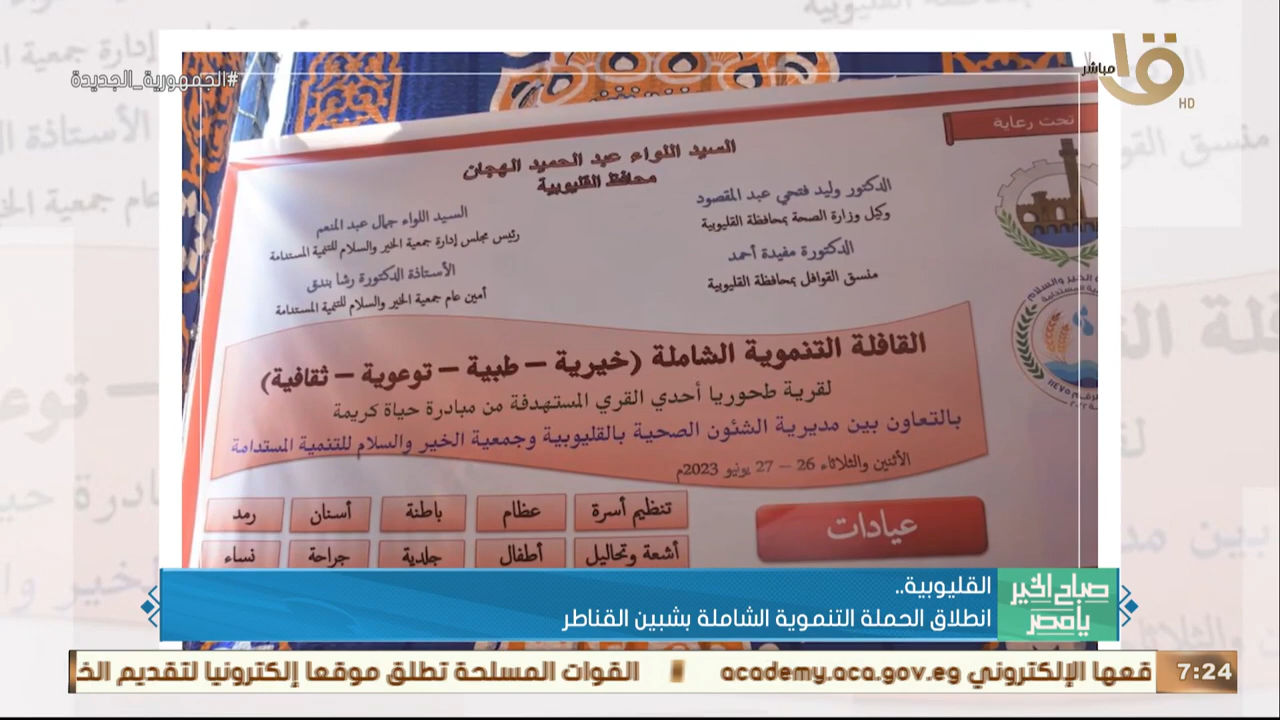 #الجمهورية_الجديدة
مباشر
HD
تحت رعاية
السيد اللواء عبد الحميد الهجان
محافظ القليوبية
الدكتور وليد فتحي عبد المقصود
وكيل وزارة الصحة بمحافظة القليوبية
الدكتورة مفيدة أحمد
منسق القوافل بمحافظة القليوبية
السيد اللواء جمال عبد المنعم
رئيس مجلس إدارة جمعية الخير والسلام للتنمية المستدامة
الأستاذة الدكتورة رشا بندق
أمين عام جمعية الخير والسلام للتنمية المستدامة
القافلة التنموية الشاملة (خيرية – طبية – توعوية – ثقافية)
لقرية طحوريا أحدي القري المستهدفة من مبادرة حياة كريمة
بالتعاون بين مديرية الشئون الصحية بالقليوبية وجمعية الخير والسلام للتنمية المستدامة
الأثنين والثلاثاء 26 – 27 يونيو 2023م
عيادات
تنظيم أسرة عظام باطنة أسنان رمد
أشعة وتحاليل أطفال جلدية جراحة نساء
صباح الخير
يا مصر
القليوبية..
انطلاق الحملة التنموية الشاملة بشبين القناطر
قعها الإلكتروني academy.aca.gov.eg القوات المسلحة تطلق موقعا إلكترونيا لتقديم الخ
7:24